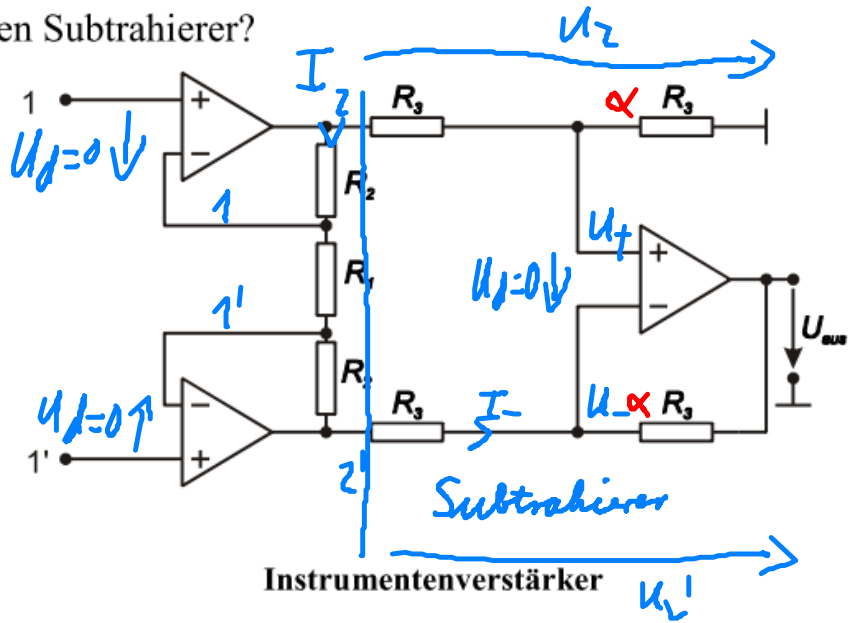 en Subtrahierer?
U2
I
1
2
R3
α R3
Ud=0
R2
1
U+
R1
Ud=0
1'
Uaus
R2
R3
I-
U- α R3
Ud=0
1'
2'
Subtrahierer
Instrumentenverstärker
U2'